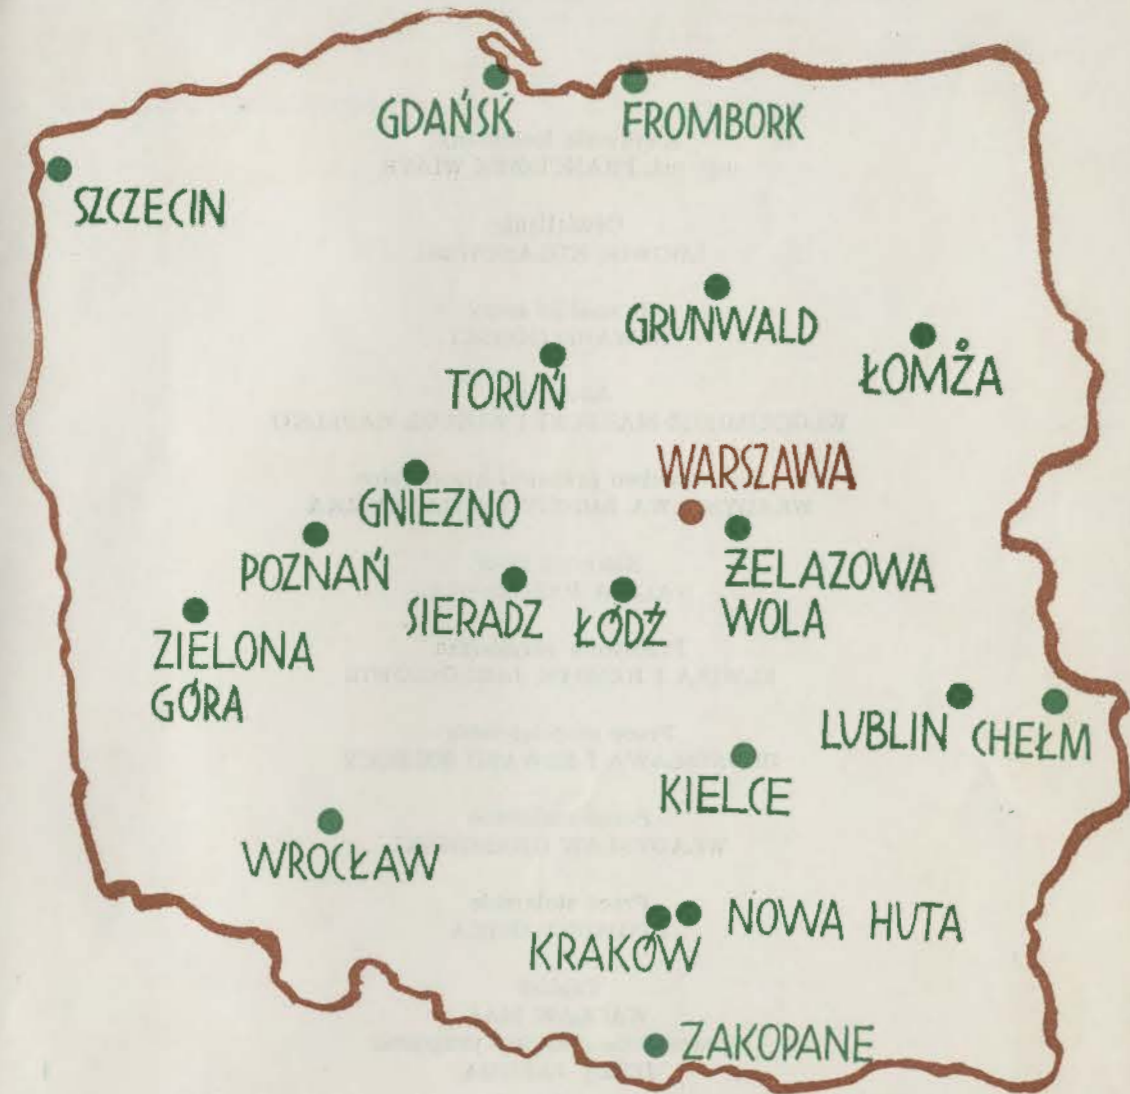 GDAŃSK
FROMBORK
SZCZECIN
GRUNWALD
ŁOMŻA
TORUŃ
WARSZAWA
GNIEZNO
POZNAŃ
SIERADZ
ŁÓDŹ
ŻELAZOWA
WOLA
ZIELONA
GÓRA
LUBLIN
CHEŁM
KIELCE
WROCŁAW
KRAKÓW
NOWA HUTA
ZAKOPANE